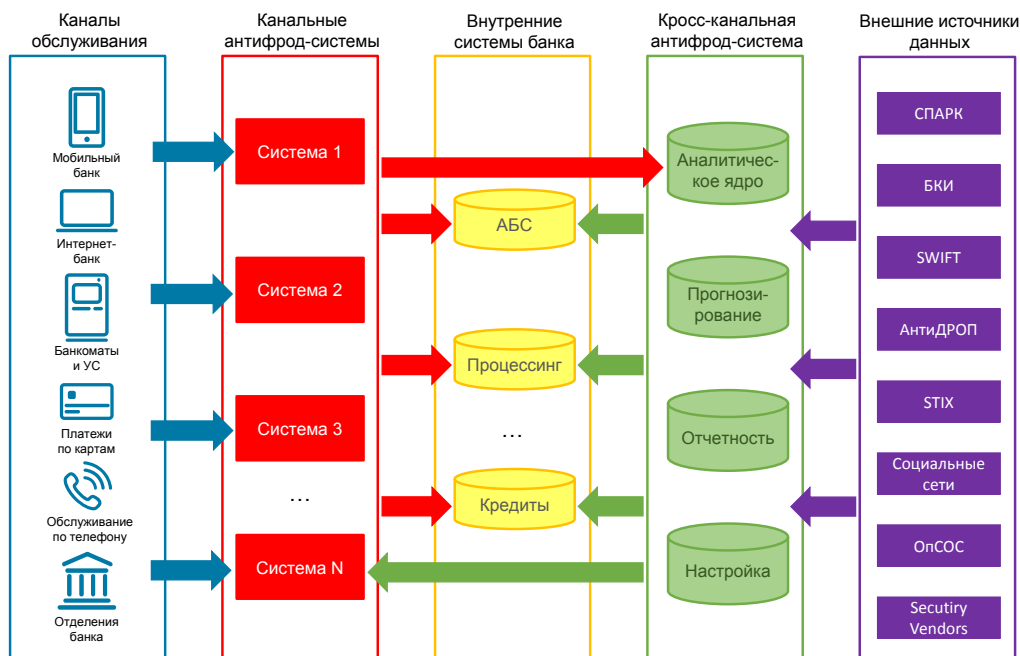 Каналы
обслуживания
Канальные
антифрод-системы
Внутренние
системы банка
Кросс-канальная
антифрод-система
Внешние источники
данных
Мобильный
банк
Интернет-
банк
Банкоматы
и УС
Платежи
по картам
Обслуживание
по телефону
Отделения
банка
Система 1
Система 2
Система 3
...
Система N
АБС
Процессинг
...
Кредиты
Аналитичес-
кое ядро
Прогнози-
рование
Отчетность
Настройка
СПАРК
БКИ
SWIFT
АнтиДРОП
STIX
Социальные
сети
ОпСОС
Secutiry
Vendors